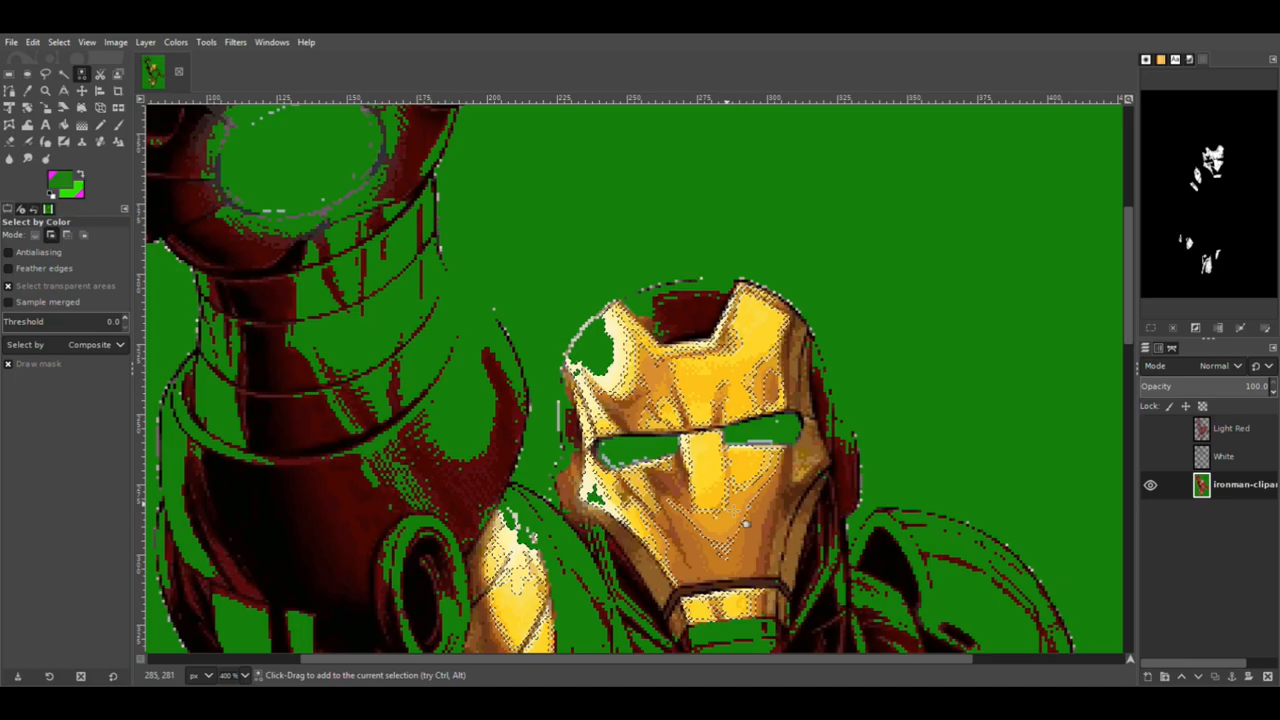 File Edit Select View Image Layer Colors Tools Filters Windows Help
100 125 150 175 200 225 250 275 300 325 350 375 400
Select by Color
Mode:
Antialiasing
Feather edges
Select transparent areas
Sample merged
Threshold 0.0
Select by Composite
Draw mask
Mode Normal
Opacity 100.0
Lock:
Light Red
White
ironman-clipar
285, 281 px 400 % Click-Drag to add to the current selection (try Ctrl, Alt)